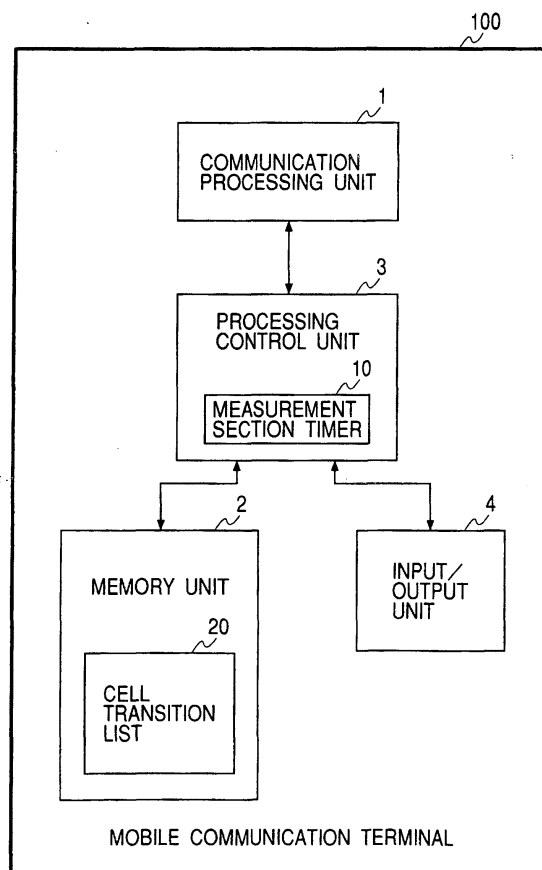 100
1
COMMUNICATION
PROCESSING UNIT
3
PROCESSING
CONTROL UNIT
10
MEASUREMENT
SECTION TIMER
2
MEMORY UNIT
20
CELL
TRANSITION
LIST
4
INPUT/
OUTPUT
UNIT
MOBILE COMMUNICATION TERMINAL